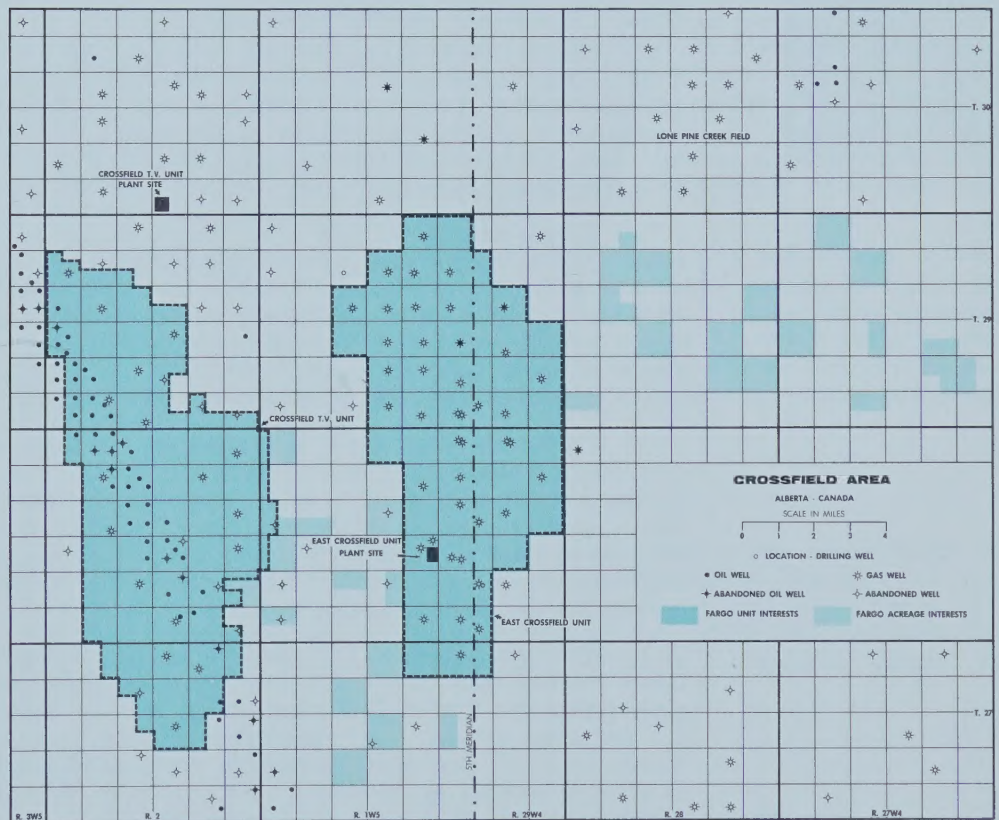 T. 30
LONE PINE CREEK FIELD
CROSSFIELD T.V. UNIT
PLANT SITE
T. 29
CROSSFIELD T.V. UNIT
CROSSFIELD AREA
ALBERTA - CANADA
SCALE IN MILES
0 1 2 3 4
LOCATION - DRILLING WELL
OIL WELL
GAS WELL
ABANDONED OIL WELL
ABANDONED WELL
FARGO UNIT INTERESTS
FARGO ACREAGE INTERESTS
EAST CROSSFIELD UNIT
PLANT SITE
EAST CROSSFIELD UNIT
T. 27
5TH MERIDIAN
R. 3W5
R. 2
R. 1W5
R. 29W4
R. 28
R. 27W4